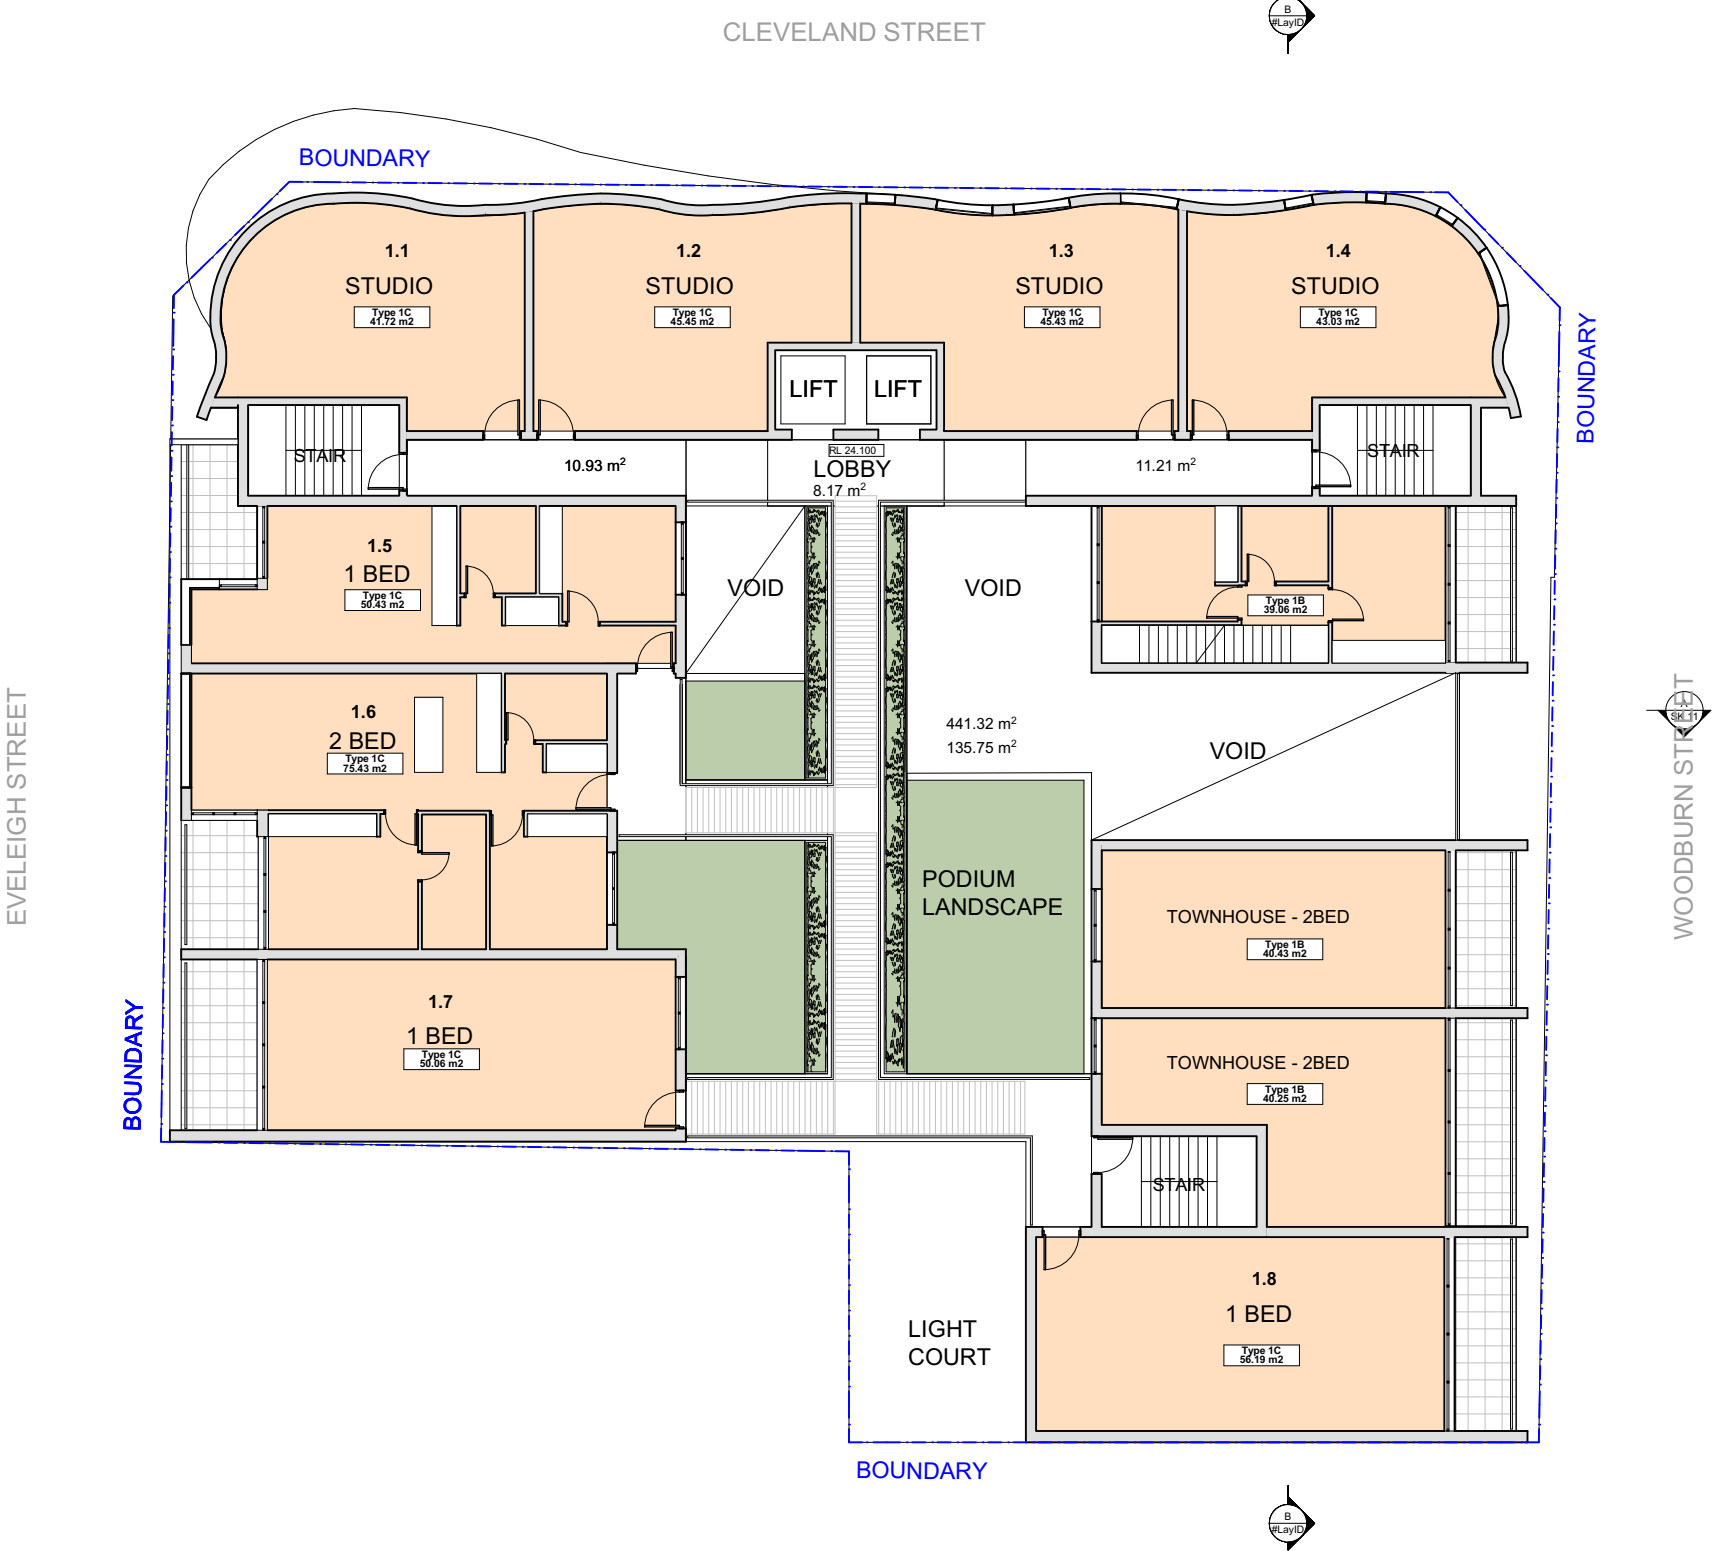 CLEVELAND STREET
B
#LayID
BOUNDARY
1.1
STUDIO
Type 1C
41.72 m2
1.2
STUDIO
Type 1C
45.45 m2
1.3
STUDIO
Type 1C
45.43 m2
1.4
STUDIO
Type 1C
43.03 m2
BOUNDARY
LIFT
LIFT
STAIR
10.93 m²
RL 24.100
LOBBY
8.17 m²
11.21 m²
STAIR
1.5
1 BED
Type 1C
50.43 m2
VOID
VOID
Type 1B
39.06 m2
1.6
2 BED
Type 1C
75.43 m2
441.32 m²
135.75 m²
VOID
EVELEIGH STREET
WOODBURN STREET
SK 11
PODIUM
LANDSCAPE
TOWNHOUSE - 2BED
Type 1B
40.43 m2
BOUNDARY
1.7
1 BED
Type 1C
50.06 m2
TOWNHOUSE - 2BED
Type 1B
40.25 m2
STAIR
1.8
1 BED
Type 1C
56.19 m2
LIGHT
COURT
BOUNDARY
B
#LayID